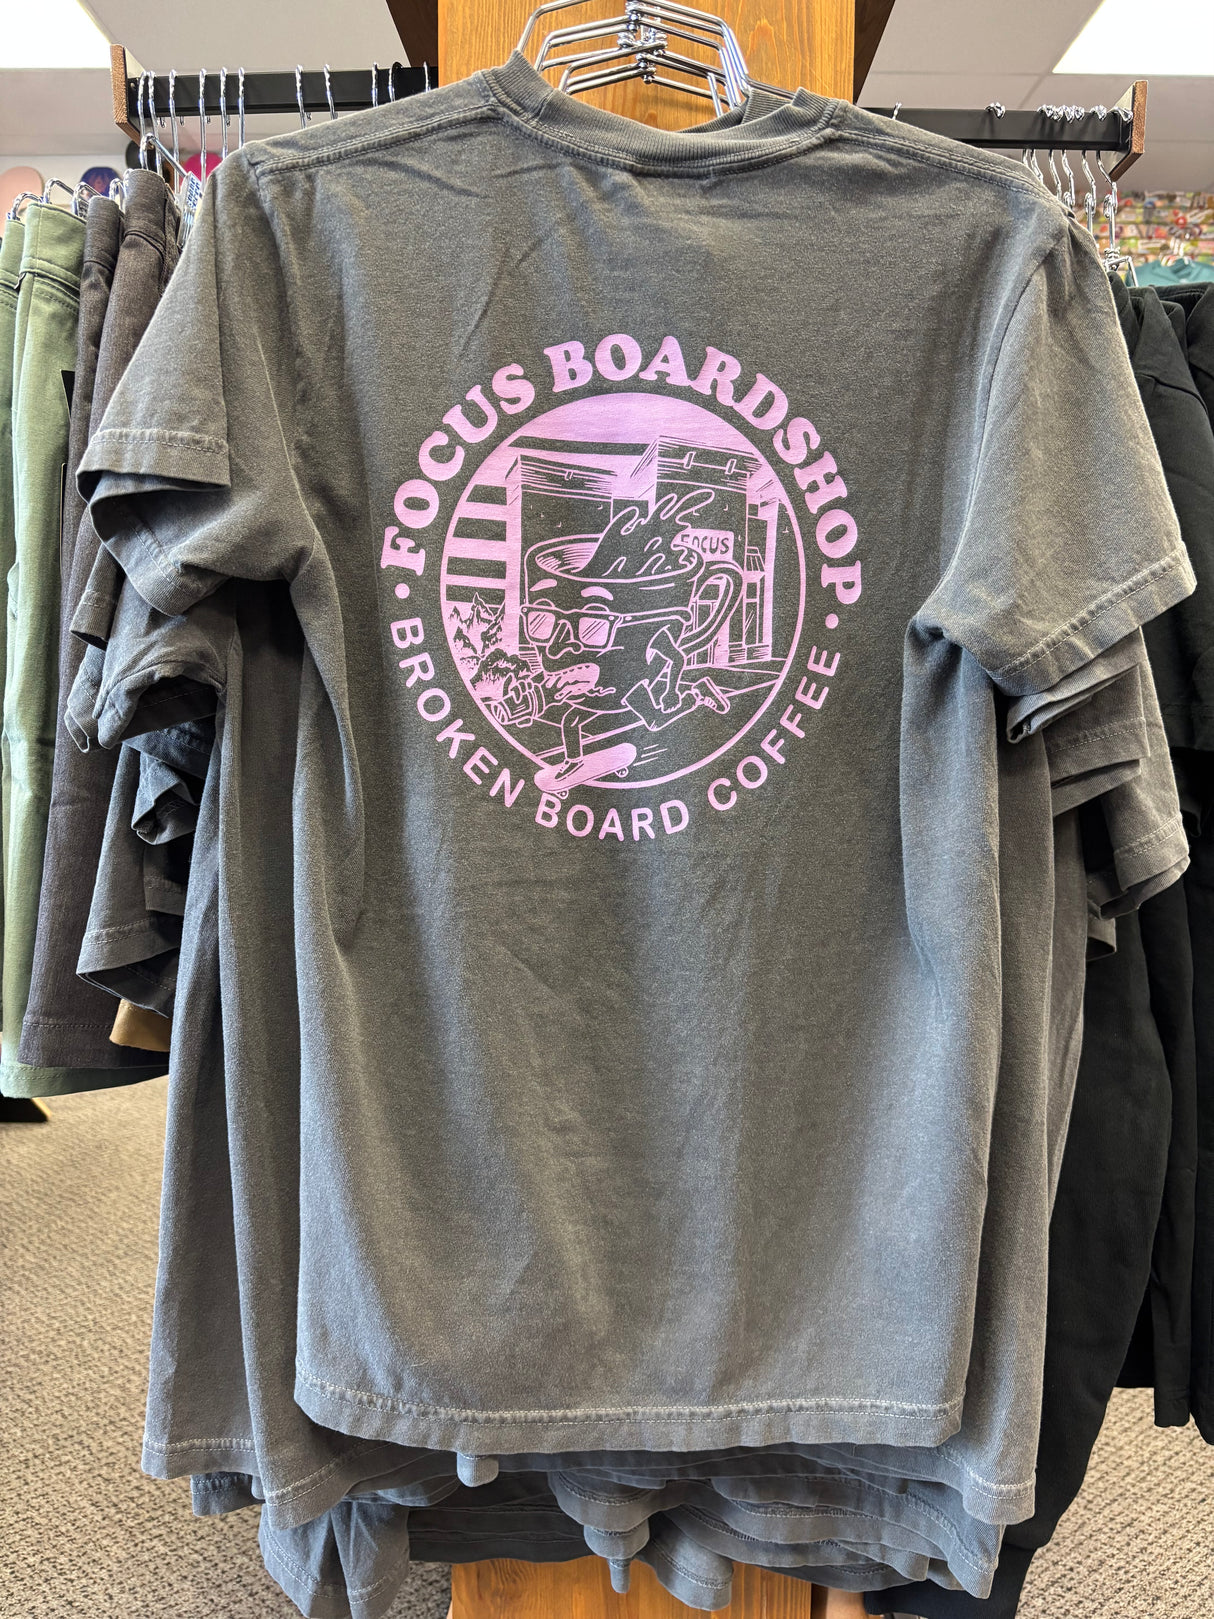 • FOCUS BOARDSHOP •
FOCUS
BROKEN BOARD COFFEE